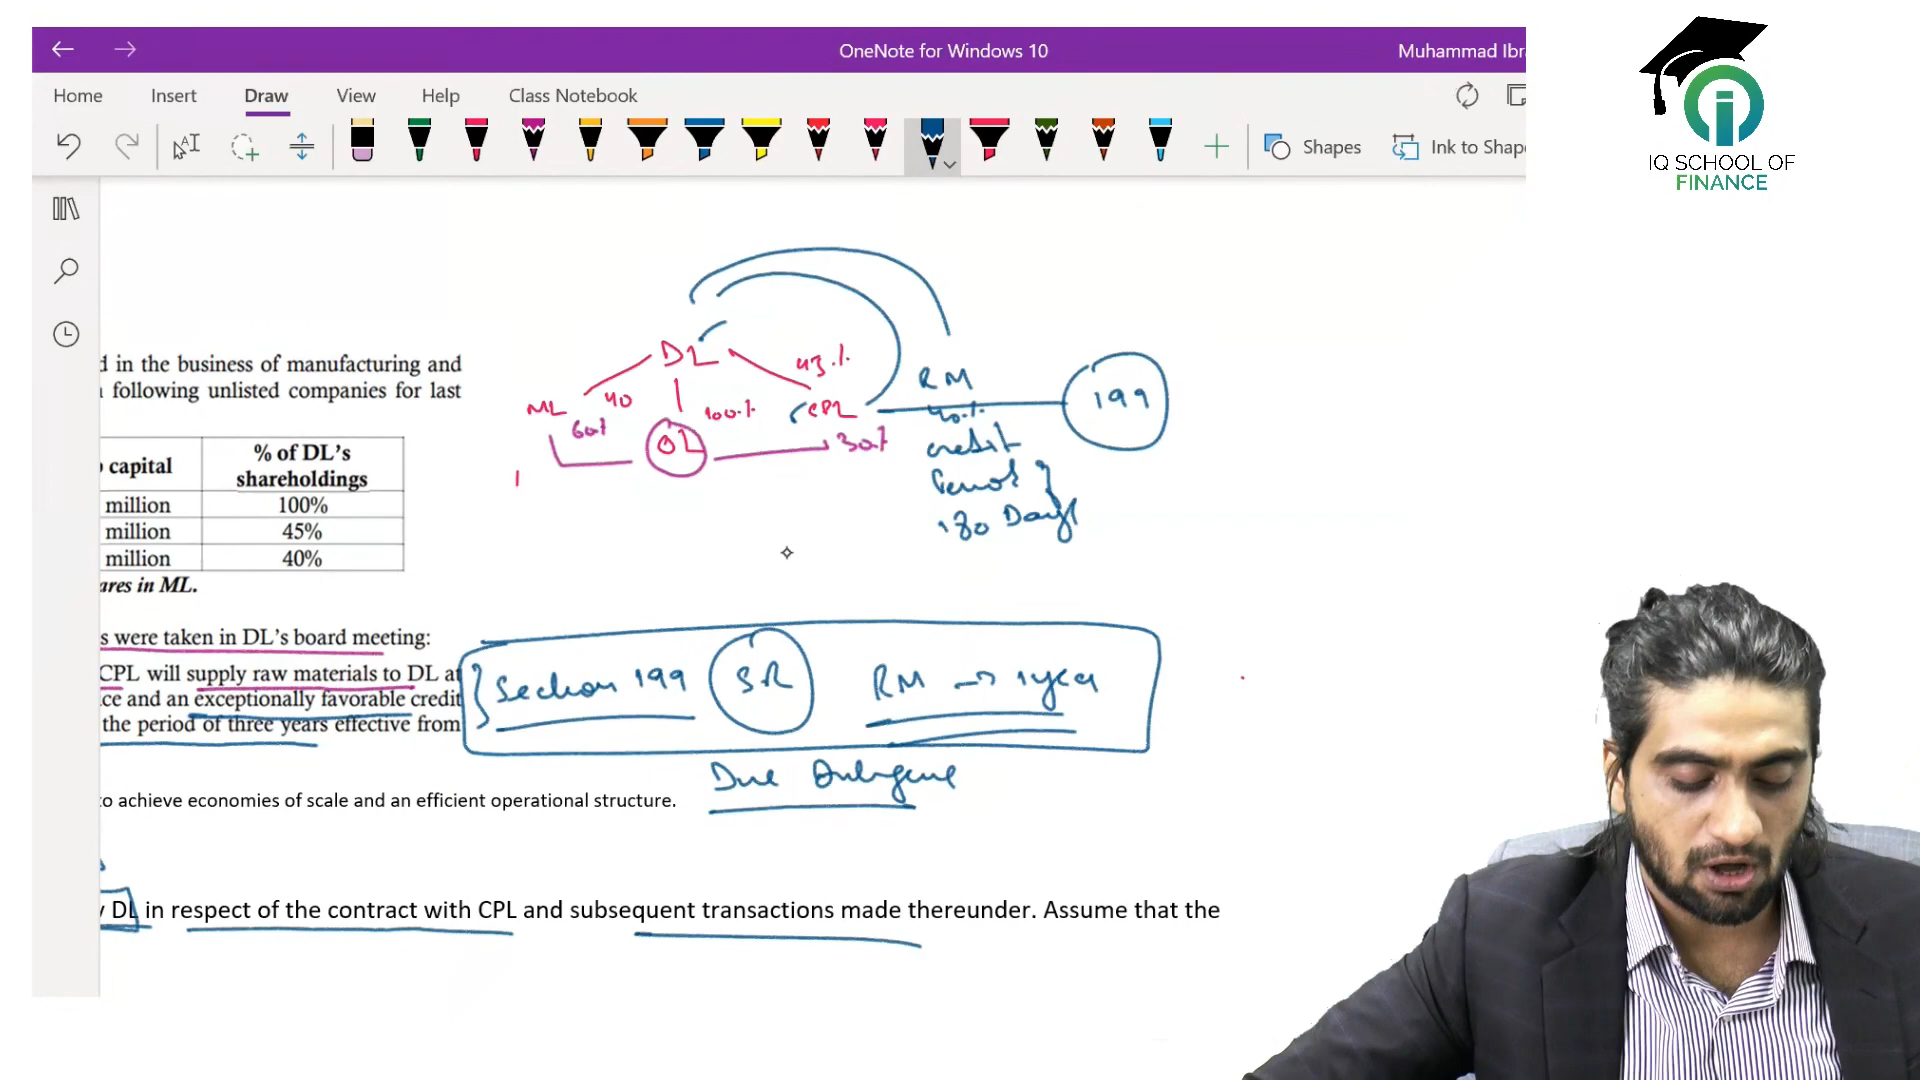 OneNote for Windows 10
Muhammad Ibr
Home Insert Draw View Help Class Notebook
Shapes
Ink to Shap
IQ SCHOOL OF
FINANCE
d in the business of manufacturing and
following unlisted companies for last
capital
% of DL's
shareholdings
million 100%
million 45%
million 40%
ares in ML.
s were taken in DL's board meeting:
CPL will supply raw materials to DL at
ce and an exceptionally favorable credit
the period of three years effective from
DL
ML 40 100% CPL
60%
OL
30%
RM
199
credit
180 Days
Section 199 SR RM → 1 year
Due
to achieve economies of scale and an efficient operational structure.
DL in respect of the contract with CPL and subsequent transactions made thereunder. Assume that the